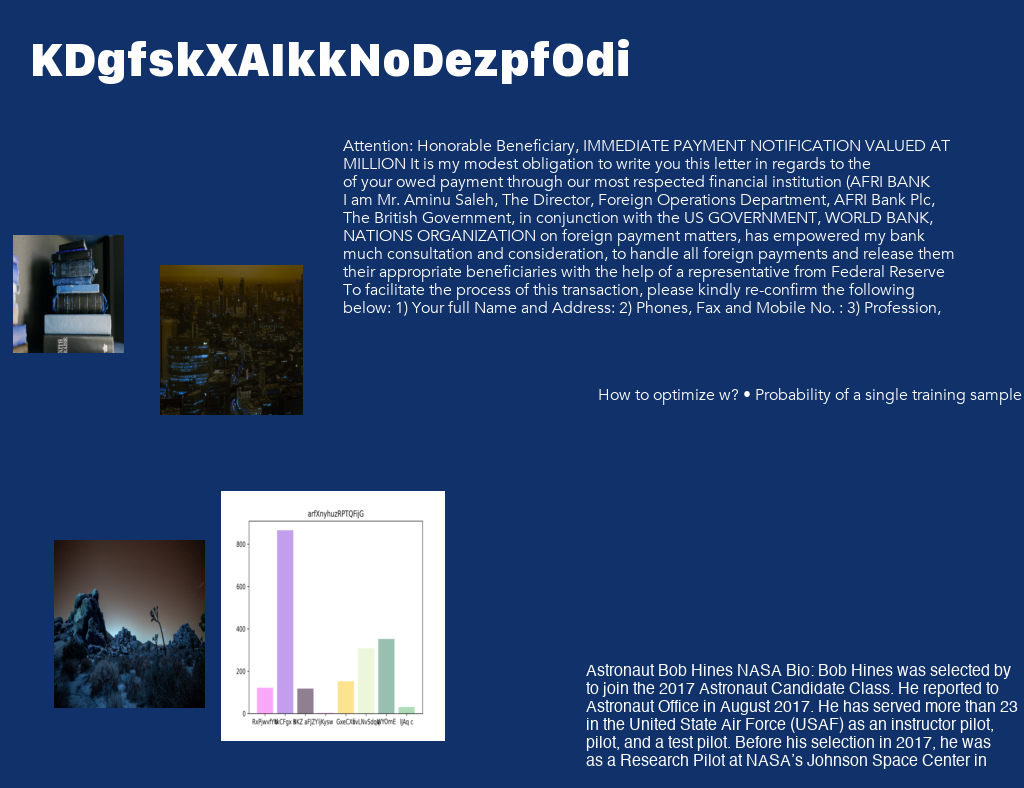 KDgfskXAIkkNoDezpfOdi
Attention: Honorable Beneficiary, IMMEDIATE PAYMENT NOTIFICATION VALUED AT
MILLION It is my modest obligation to write you this letter in regards to the
of your owed payment through our most respected financial institution (AFRI BANK
I am Mr. Aminu Saleh, The Director, Foreign Operations Department, AFRI Bank Plc,
The British Government, in conjunction with the US GOVERNMENT, WORLD BANK,
NATIONS ORGANIZATION on foreign payment matters, has empowered my bank
much consultation and consideration, to handle all foreign payments and release them
their appropriate beneficiaries with the help of a representative from Federal Reserve
To facilitate the process of this transaction, please kindly re-confirm the following
below: 1) Your full Name and Address: 2) Phones, Fax and Mobile No. : 3) Profession,
How to optimize w? • Probability of a single training sample
arfXnyhuzRPTQFijG
800
600
400
200
0
Astronaut Bob Hines NASA Bio: Bob Hines was selected by
to join the 2017 Astronaut Candidate Class. He reported to
Astronaut Office in August 2017. He has served more than 23
in the United State Air Force (USAF) as an instructor pilot,
pilot, and a test pilot. Before his selection in 2017, he was
as a Research Pilot at NASA’s Johnson Space Center in